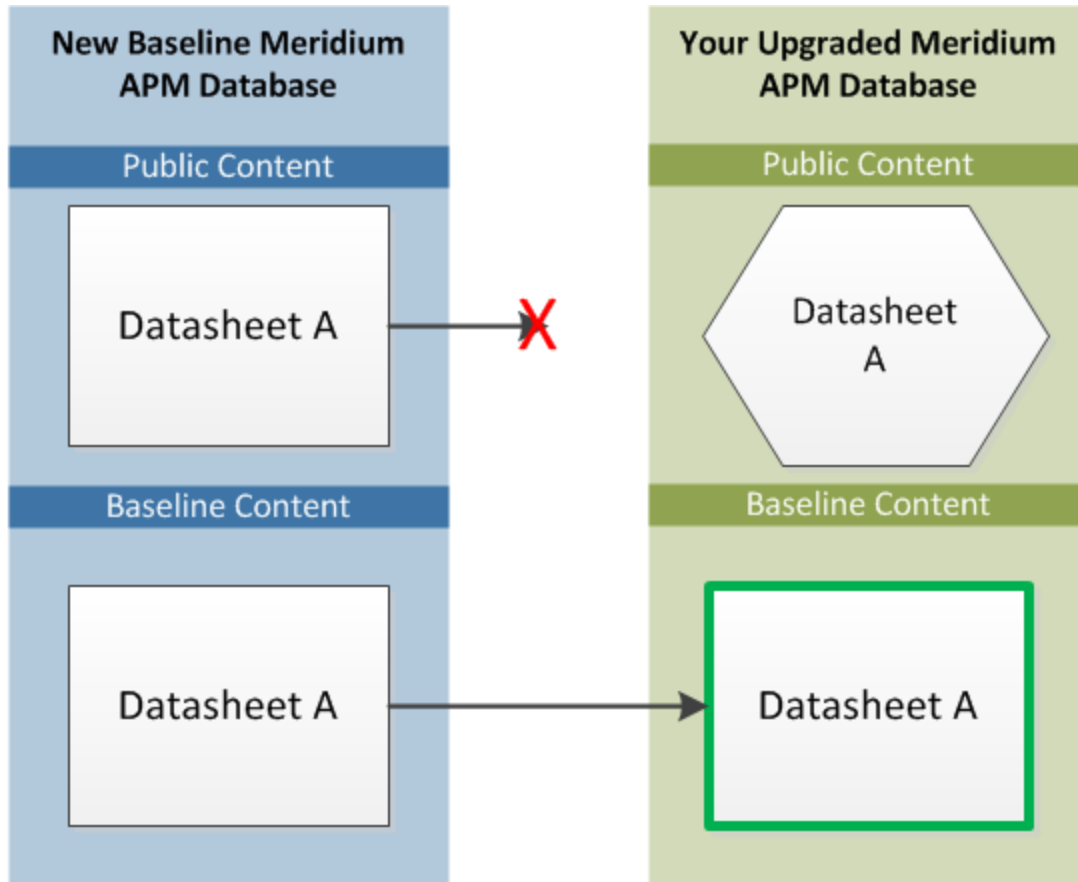 New Baseline Meridium
APM Database
Public Content
Datasheet A
X
Baseline Content
Datasheet A
Your Upgraded Meridium
APM Database
Public Content
Datasheet
A
Baseline Content
Datasheet A